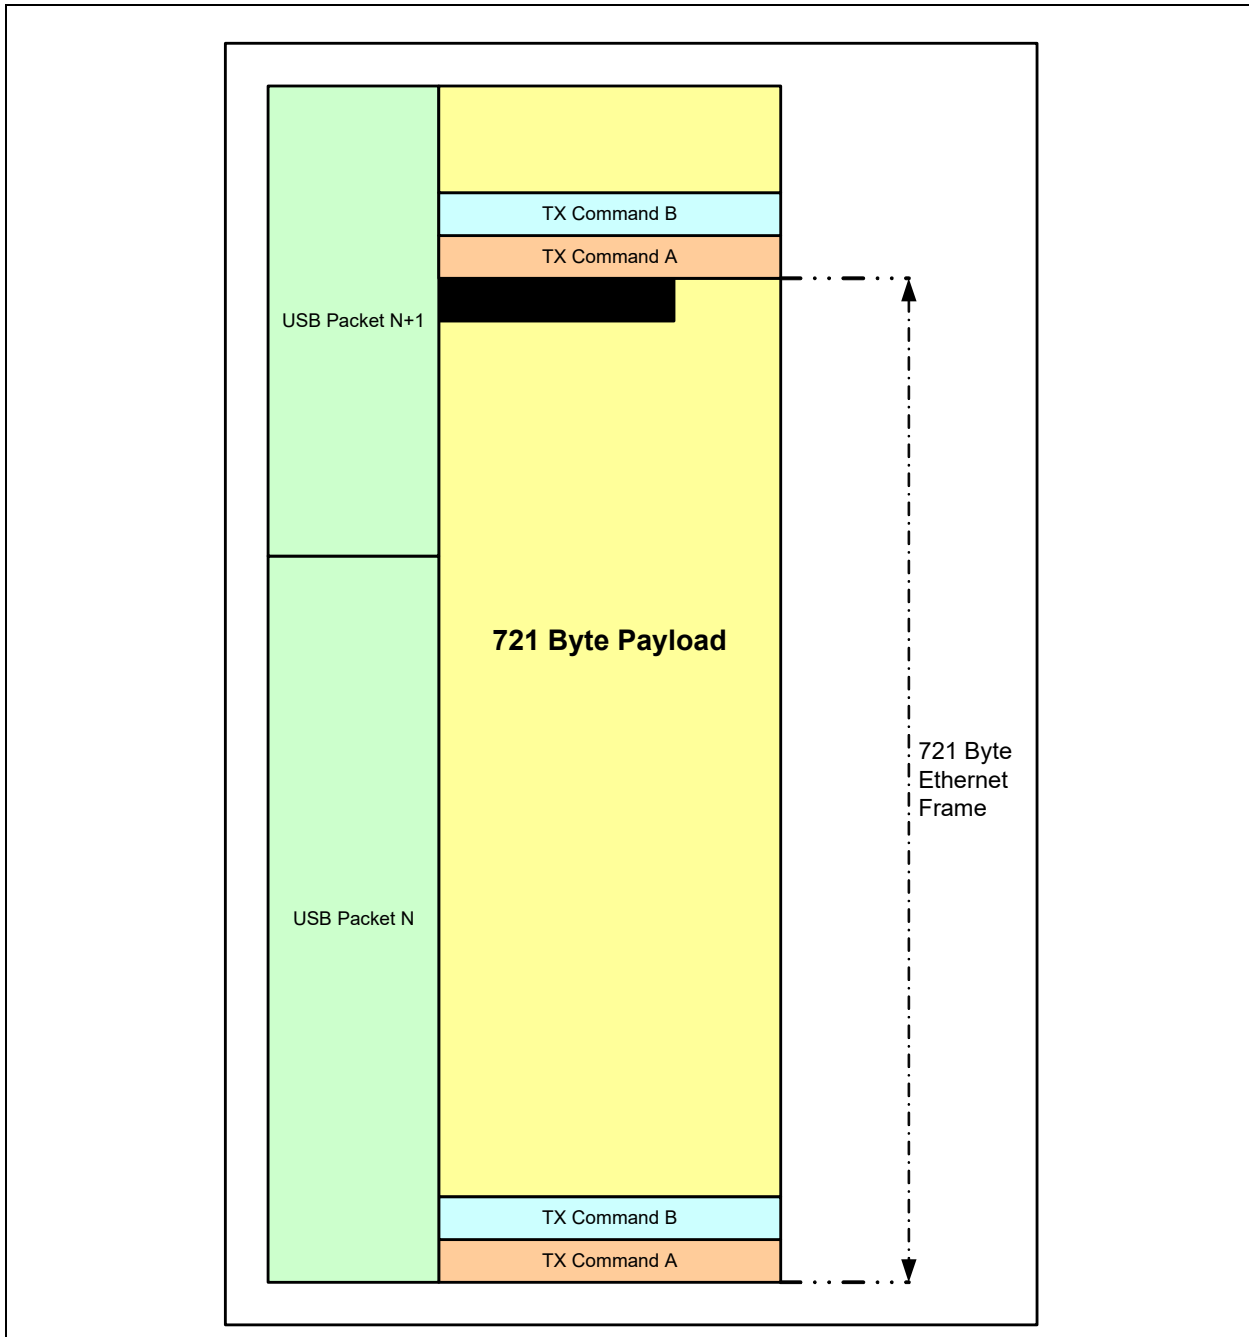 TX Command B
TX Command A
USB Packet N+1
721 Byte Payload
721 Byte
Ethernet
Frame
USB Packet N
TX Command B
TX Command A